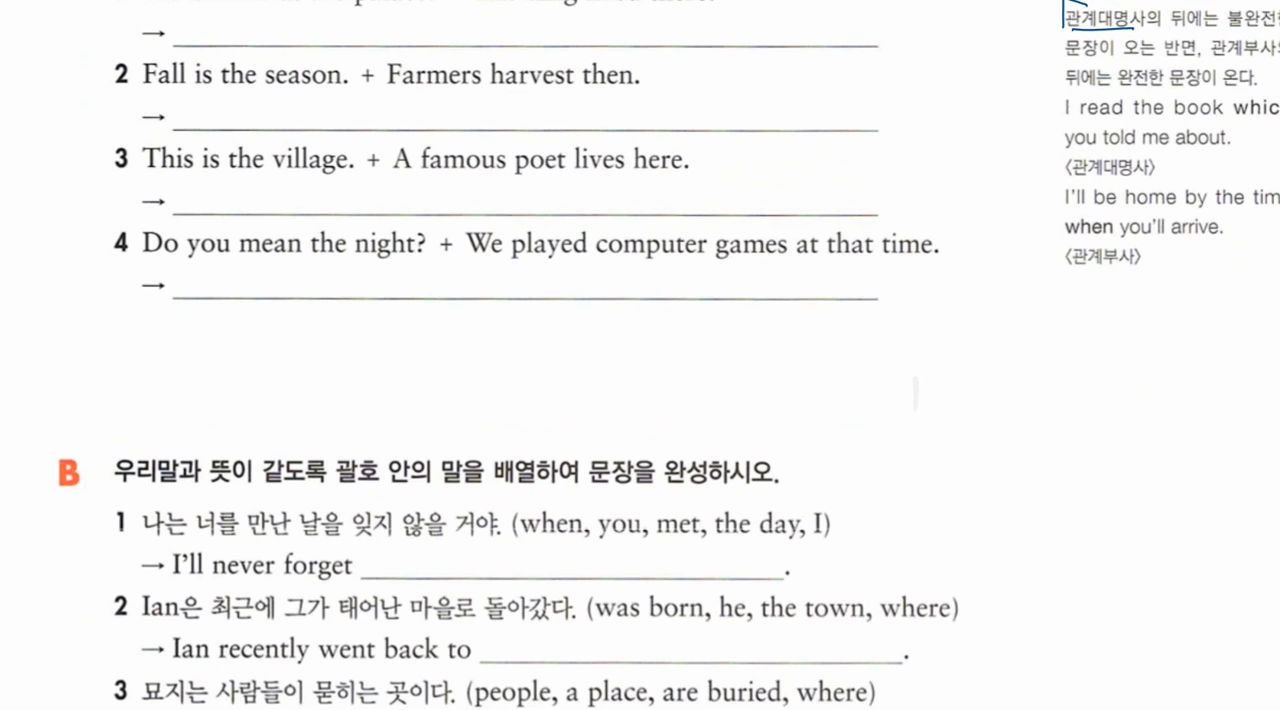 →
2 Fall is the season. + Farmers harvest then.
→
3 This is the village. + A famous poet lives here.
→
4 Do you mean the night? + We played computer games at that time.
→
관계대명사의 뒤에는
문장이 오는 반면, 관계부사
뒤에는 완전한 문장이 온다.
I read the book whic
you told me about.
〈관계대명사〉
I'll be home by the tim
when you'll arrive.
〈관계부사〉
B 우리말과 뜻이 같도록 괄호 안의 말을 배열하여 문장을 완성하시오.
1 나는 너를 만난 날을 잊지 않을 거야. (when, you, met, the day, I)
→ I'll never forget .
2 Ian은 최근에 그가 태어난 마을로 돌아갔다. (was born, he, the town, where)
→ Ian recently went back to .
3 묘지는 사람들이 묻히는 곳이다. (people, a place, are buried, where)